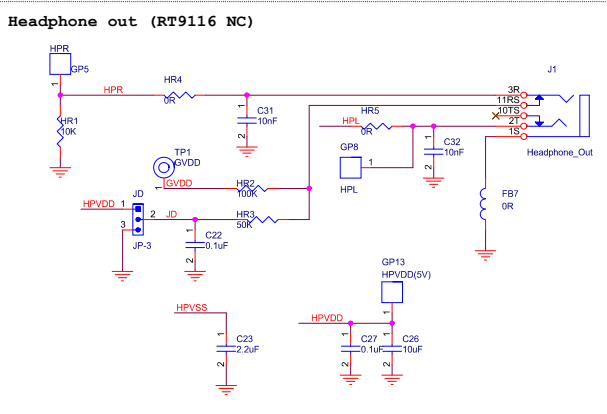 Headphone out (RT9116 NC)
HPR
GP5
1
HPR
HR4
0R
HR1
10K
C31
10nF
1
2
J1
3R
11RS
10TS
2T
1S
Headphone_Out
HPL
HR5
0R
C32
10nF
1
2
GP8
1
HPL
TP1
GVDD
1
GVDD
HR2
100K
FB7
0R
JD
HPVDD
1
2
3
JD
JP-3
HR3
50K
C22
0.1uF
1
2
GP13
HPVDD(5V)
1
HPVSS
C23
2.2uF
1
2
HPVDD
C27
0.1uF
1
2
C26
10uF
1
2